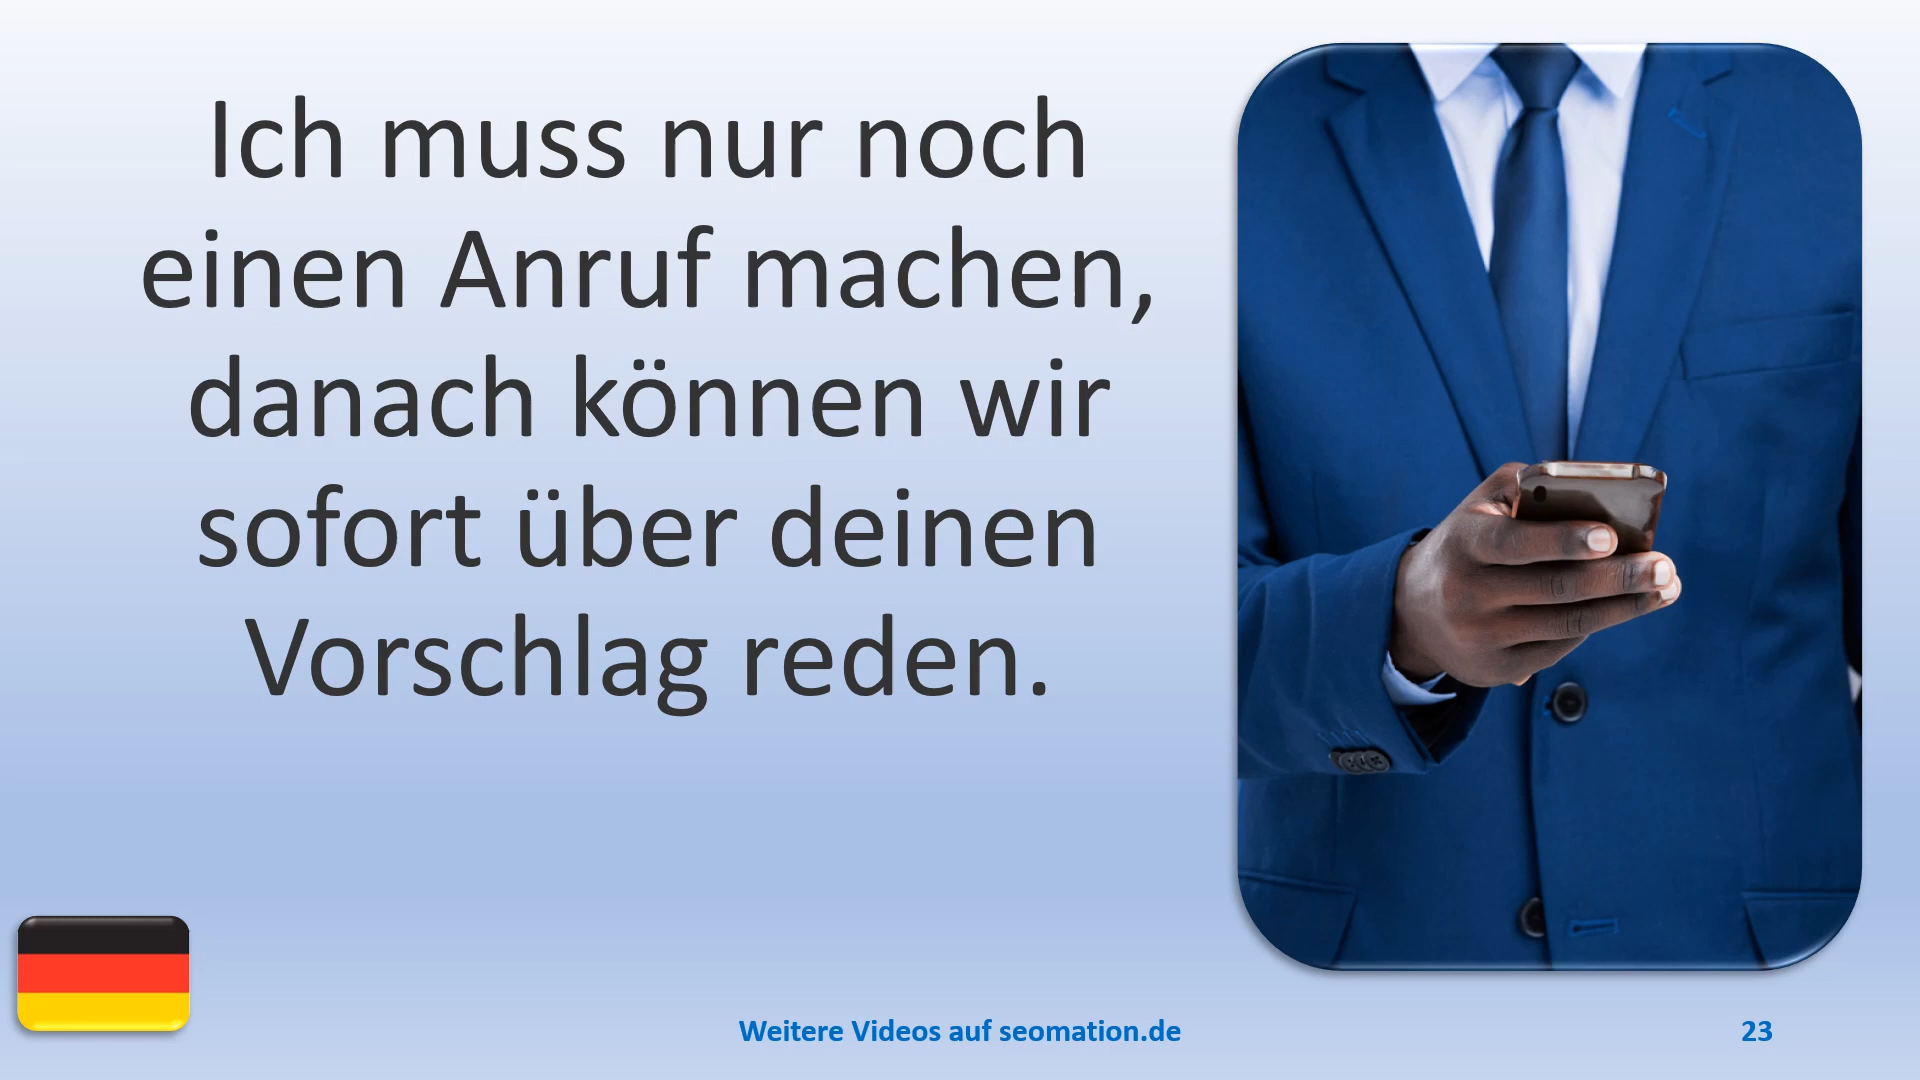 Ich muss nur noch
einen Anruf machen,
danach können wir
sofort über deinen
Vorschlag reden.
Weitere Videos auf seomation.de
23